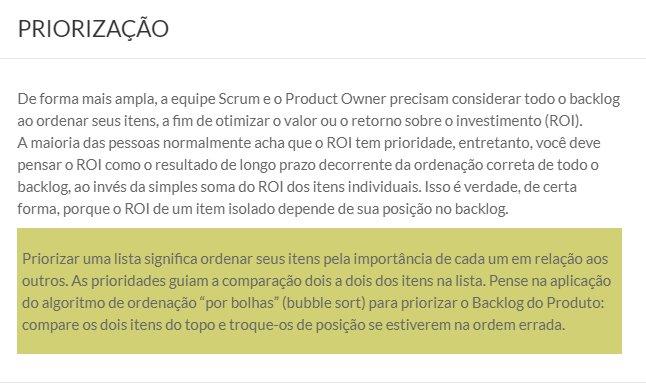 PRIORIZAÇÃO
De forma mais ampla, a equipe Scrum e o Product Owner precisam considerar todo o backlog
ao ordenar seus itens, a fim de otimizar o valor ou o retorno sobre o investimento (ROI).
A maioria das pessoas normalmente acha que o ROI tem prioridade, entretanto, você deve
pensar o ROI como o resultado de longo prazo decorrente da ordenação correta de todo o
backlog, ao invés da simples soma do ROI dos itens individuais. Isso é verdade, de certa
forma, porque o ROI de um item isolado depende de sua posição no backlog.
Priorizar uma lista significa ordenar seus itens pela importância de cada um em relação aos
outros. As prioridades guiam a comparação dois a dois dos itens na lista. Pense na aplicação
do algoritmo de ordenação “por bolhas” (bubble sort) para priorizar o Backlog do Produto:
compare os dois itens do topo e troque-os de posição se estiverem na ordem errada.